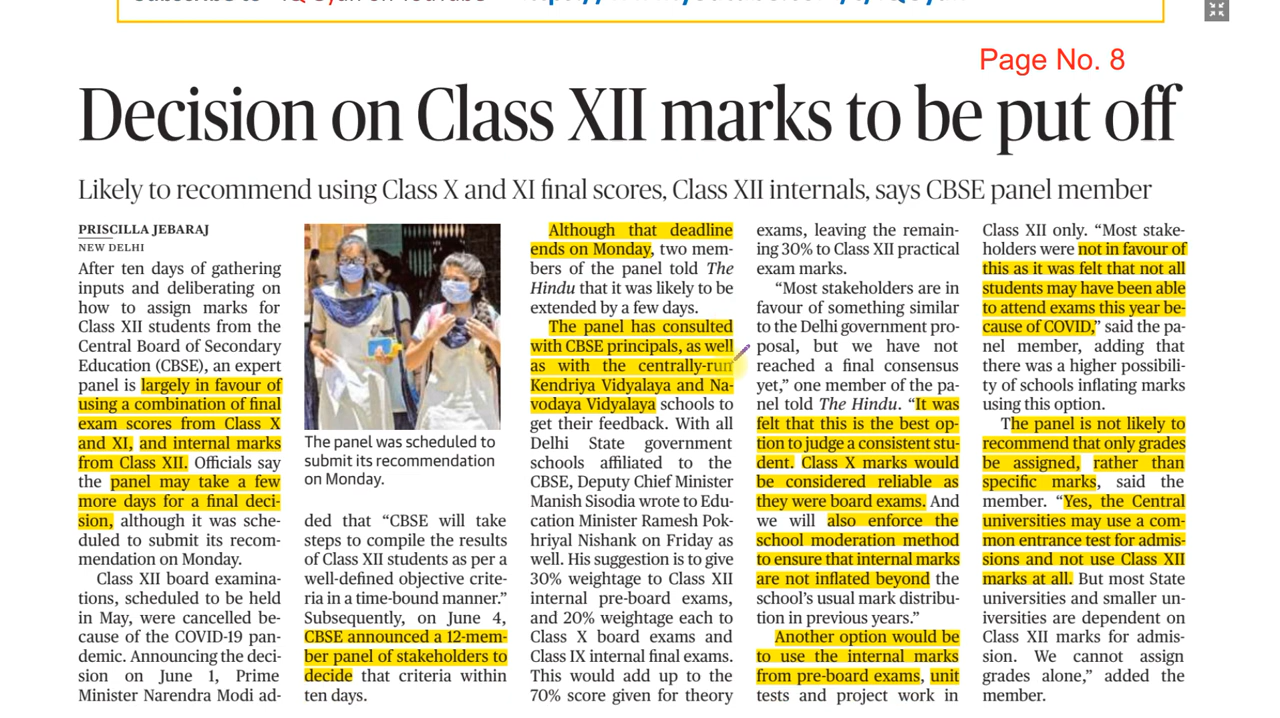 Page No. 8
Decision on Class XII marks to be put off
Likely to recommend using Class X and XI final scores, Class XII internals, says CBSE panel member
PRISCILLA JEBARAJ
NEW DELHI
After ten days of gathering
inputs and deliberating on
how to assign marks for
Class XII students from the
Central Board of Secondary
Education (CBSE), an expert
panel is largely in favour of
using a combination of final
exam scores from Class X
and XI, and internal marks
from Class XII. Officials say
the panel may take a few
more days for a final deci-
sion, although it was sche-
duled to submit its recom-
mendation on Monday.
Class XII board examina-
tions, scheduled to be held
in May, were cancelled be-
cause of the COVID-19 pan-
demic. Announcing the deci-
sion on June 1, Prime
Minister Narendra Modi ad-
The panel was scheduled to
submit its recommendation
on Monday.
ded that “CBSE will take
steps to compile the results
of Class XII students as per a
well-defined objective crite-
ria in a time-bound manner.”
Subsequently, on June 4,
CBSE announced a 12-mem-
ber panel of stakeholders to
decide that criteria within
ten days.
Although that deadline
ends on Monday, two mem-
bers of the panel told The
Hindu that it was likely to be
extended by a few days.
The panel has consulted
with CBSE principals, as well
as with the centrally-run
Kendriya Vidyalaya and Na-
vodaya Vidyalaya schools to
get their feedback. With all
Delhi State government
schools affiliated to the
CBSE, Deputy Chief Minister
Manish Sisodia wrote to Edu-
cation Minister Ramesh Pok-
hriyal Nishank on Friday as
well. His suggestion is to give
30% weightage to Class XII
internal pre-board exams,
and 20% weightage each to
Class X board exams and
Class IX internal final exams.
This would add up to the
70% score given for theory
exams, leaving the remain-
ing 30% to Class XII practical
exam marks.
“Most stakeholders are in
favour of something similar
to the Delhi government pro-
posal, but we have not
reached a final consensus
yet,” one member of the pa-
nel told The Hindu. “It was
felt that this is the best op-
tion to judge a consistent stu-
dent. Class X marks would
be considered reliable as
they were board exams. And
we will also enforce the
school moderation method
to ensure that internal marks
are not inflated beyond the
school’s usual mark distribu-
tion in previous years.”
Another option would be
to use the internal marks
from pre-board exams, unit
tests and project work in
Class XII only. “Most stake-
holders were not in favour of
this as it was felt that not all
students may have been able
to attend exams this year be-
cause of COVID,” said the pa-
nel member, adding that
there was a higher possibili-
ty of schools inflating marks
using this option.
The panel is not likely to
recommend that only grades
be assigned, rather than
specific marks, said the
member. “Yes, the Central
universities may use a com-
mon entrance test for admis-
sions and not use Class XII
marks at all. But most State
universities and smaller un-
iversities are dependent on
Class XII marks for admis-
sion. We cannot assign
grades alone,” added the
member.